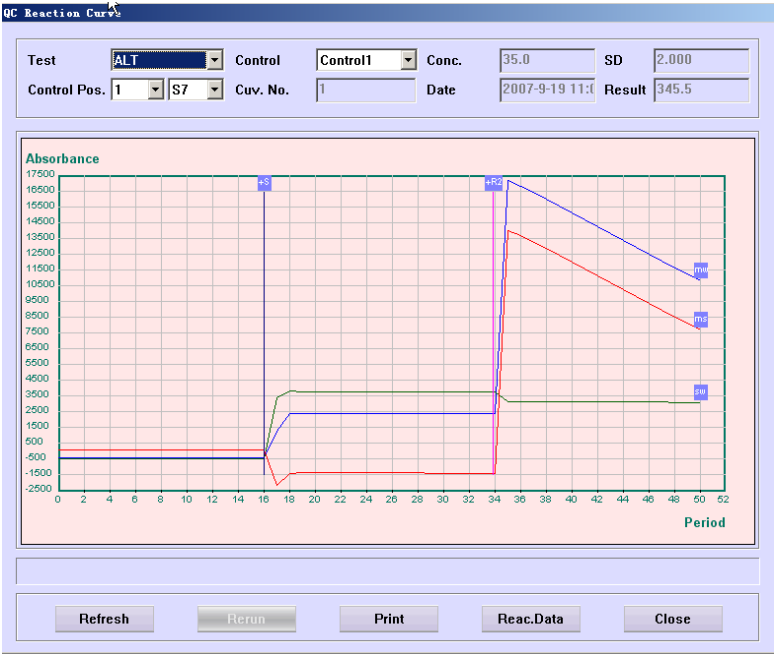 QC Reaction Curve
Test ALT Control Control1 Conc. 35.0 SD 2.000
Control Pos. 1 S7 Cuv. No. 1 Date 2007-9-19 11:( Result 345.5
Absorbance
17500
16500
15500
14500
13500
12500
11500
10500
9500
8500
7500
6500
5500
4500
3500
2500
1500
500
-500
-1500
-2500
+S
+R2
mw
ms
sw
0 2 4 6 8 10 12 14 16 18 20 22 24 26 28 30 32 34 36 38 40 42 44 46 48 50 52
Period
Refresh Rerun Print Reac.Data Close